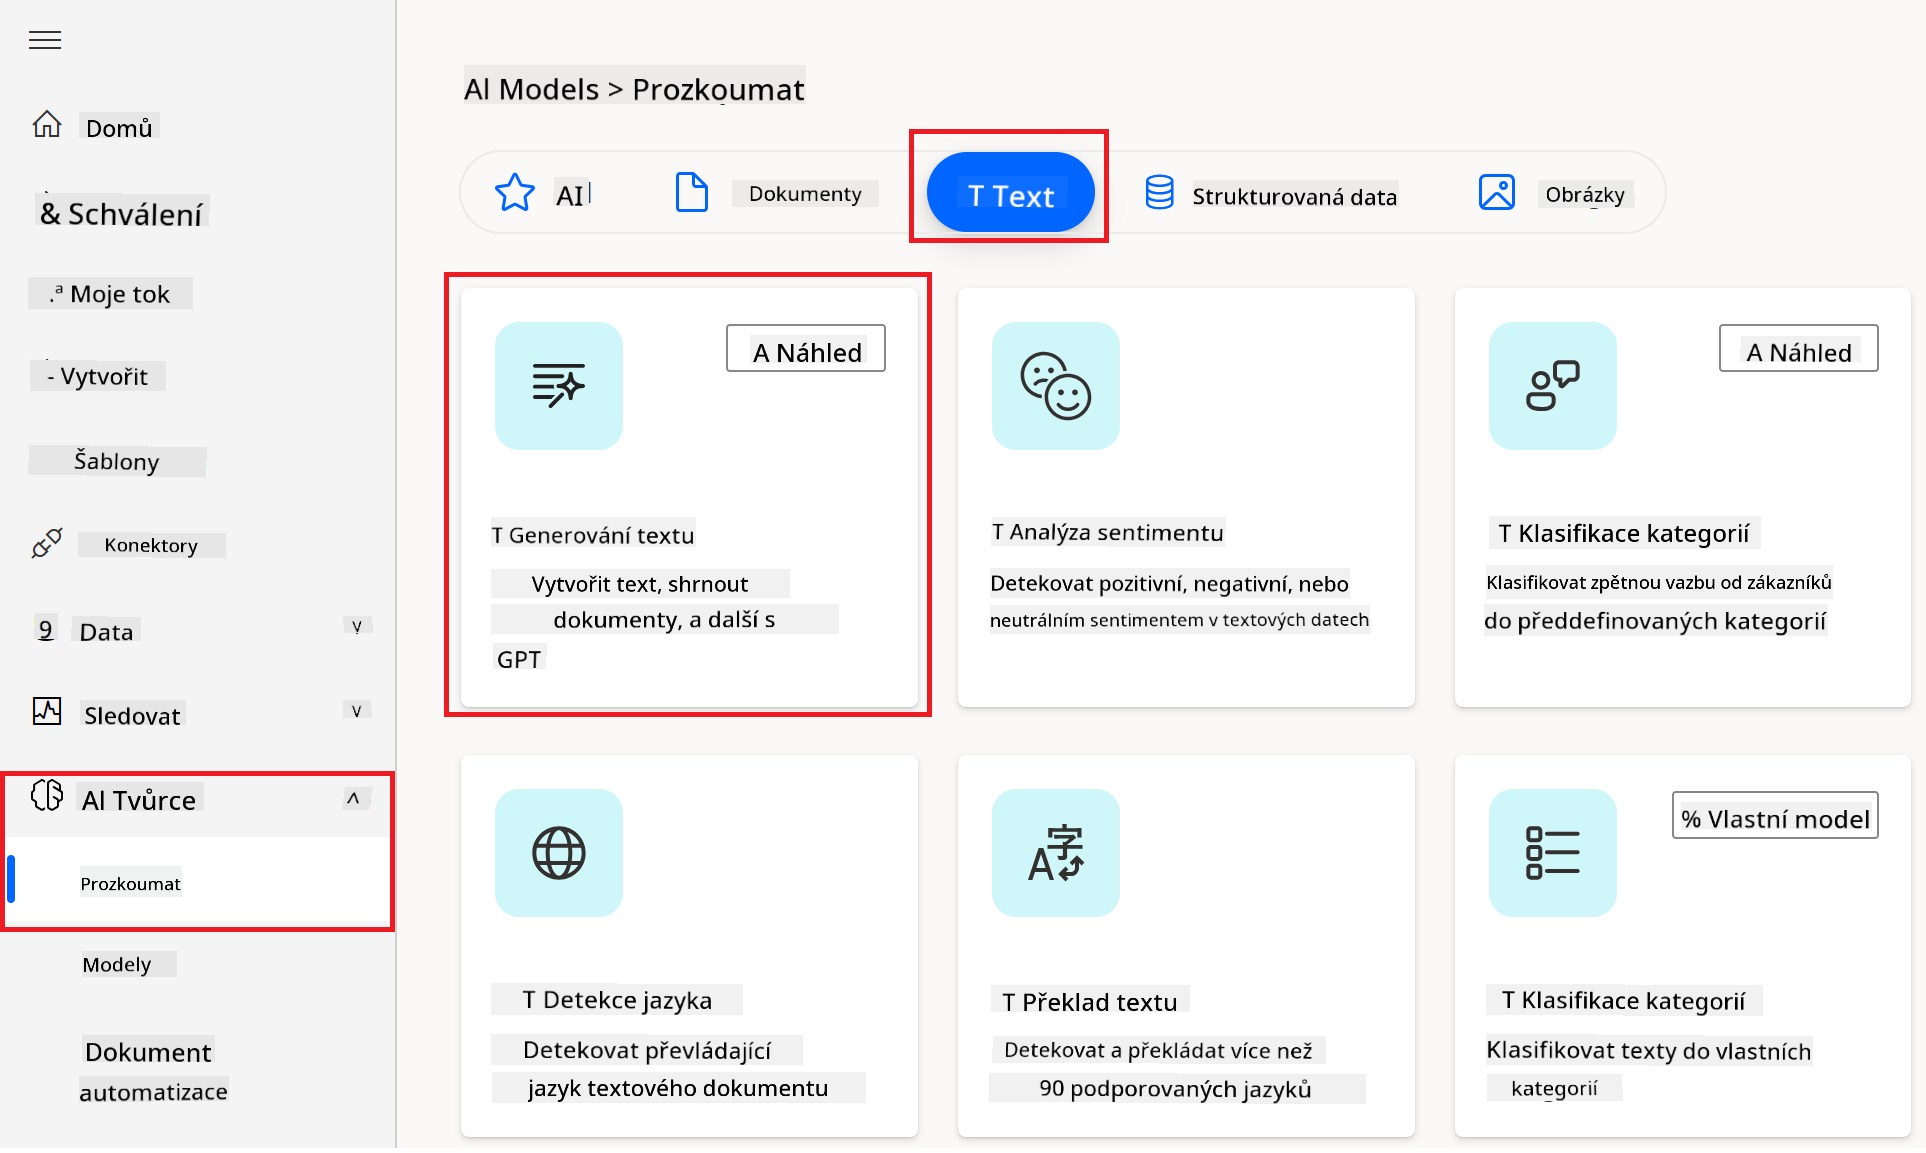 Domů
& Schválení
.ª Moje tok
- Vytvořit
Šablony
Konektory
9 Data
Sledovat
AI Tvůrce
Prozkoumat
Modely
Dokument
automatizace
AI Models > Prozkoumat
AI
Dokumenty
T Text
Strukturovaná data
Obrázky
A Náhled
T Generování textu
Vytvořit text, shrnout
dokumenty, a další s
GPT
T Analýza sentimentu
Detekovat pozitivní, negativní, nebo
neutrálním sentimentem v textových datech
A Náhled
T Klasifikace kategorií
Klasifikovat zpětnou vazbu od zákazníků
do předdefinovaných kategorií
T Detekce jazyka
Detekovat převládající
jazyk textového dokumentu
T Překlad textu
Detekovat a překládat více než
90 podporovaných jazyků
% Vlastní model
T Klasifikace kategorií
Klasifikovat texty do vlastních
kategorií